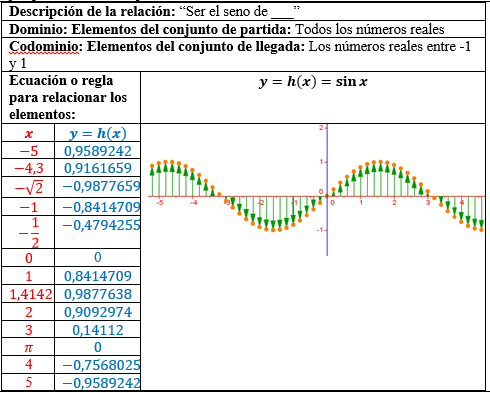 Descripción de la relación: “Ser el seno de ___”
Dominio: Elementos del conjunto de partida: Todos los números reales
Codominio: Elementos del conjunto de llegada: Los números reales entre -1
y 1
Ecuación o regla
para relacionar los
elementos:
y = h(x) = sin x
x y = h(x)
−5 0,9589242
−4,3 0,9161659
−√2 −0,9877659
−1 −0,8414709
−1/2 −0,4794255
0 0
1 0,8414709
1,4142 0,9877638
2 0,9092974
3 0,14112
π 0
4 −0,7568025
5 −0,9589242
2
1
0
-1
-5 -4 -3 -2 -1 0 1 2 3 4